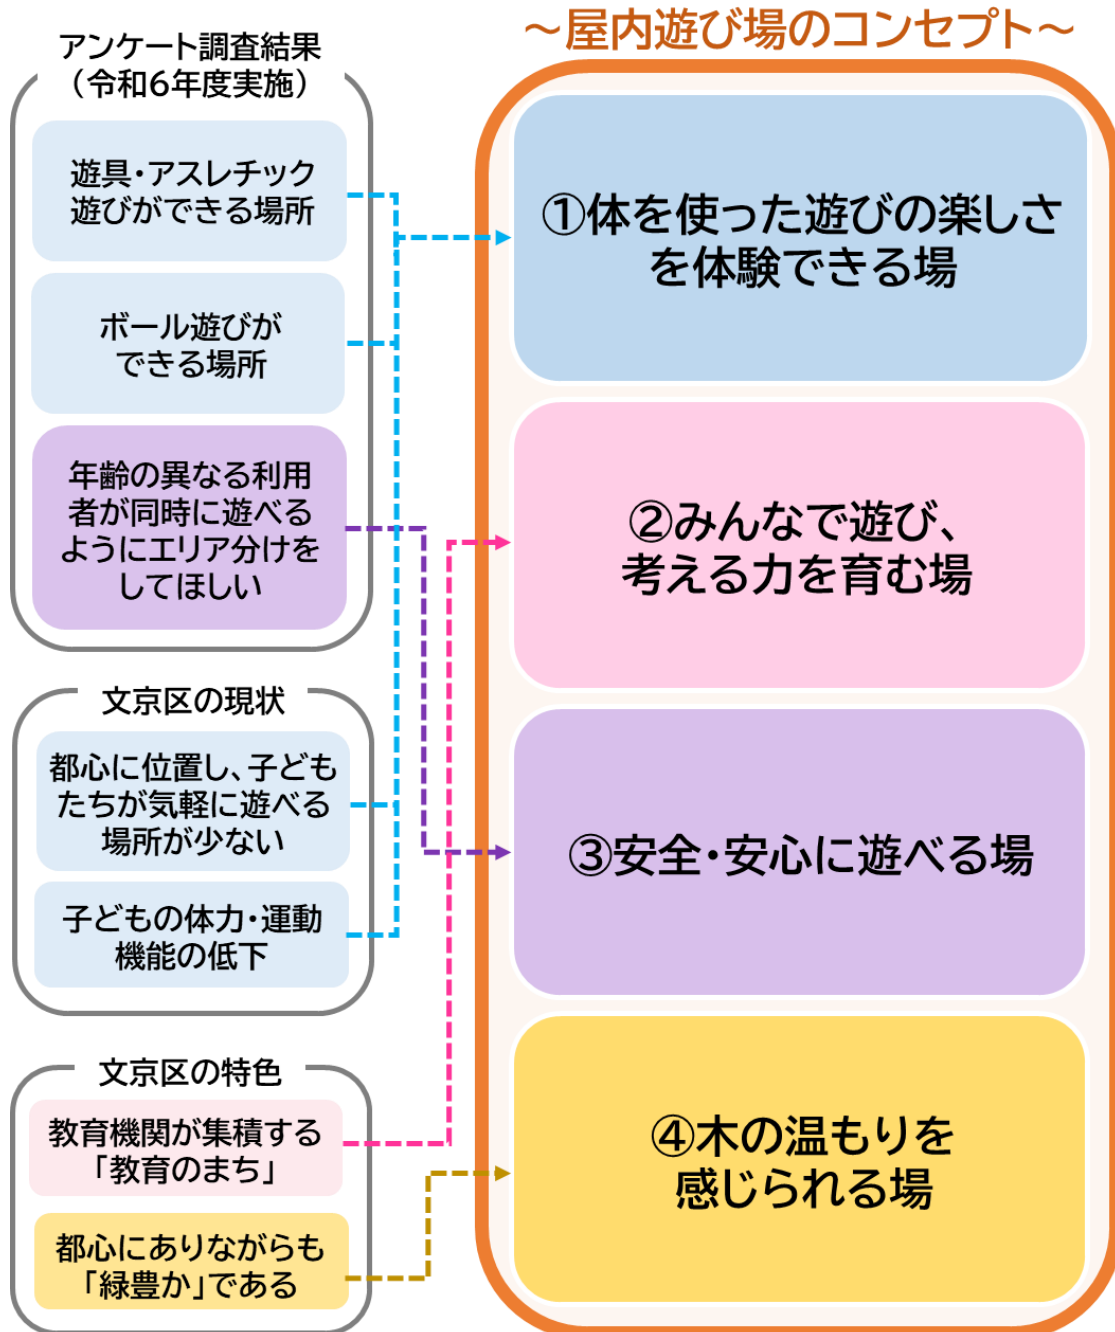 アンケート調査結果
（令和6年度実施）
遊具・アスレチック
遊びができる場所
ボール遊びが
できる場所
年齢の異なる利用
者が同時に遊べる
ようにエリア分けを
してほしい
文京区の現状
都心に位置し、子ども
たちが気軽に遊べる
場所が少ない
子どもの体力・運動
機能の低下
文京区の特色
教育機関が集積する
「教育のまち」
都心にありながらも
「緑豊か」である
～屋内遊び場のコンセプト～
①体を使った遊びの楽しさ
を体験できる場
②みんなで遊び、
考える力を育む場
③安全・安心に遊べる場
④木の温もりを
感じられる場